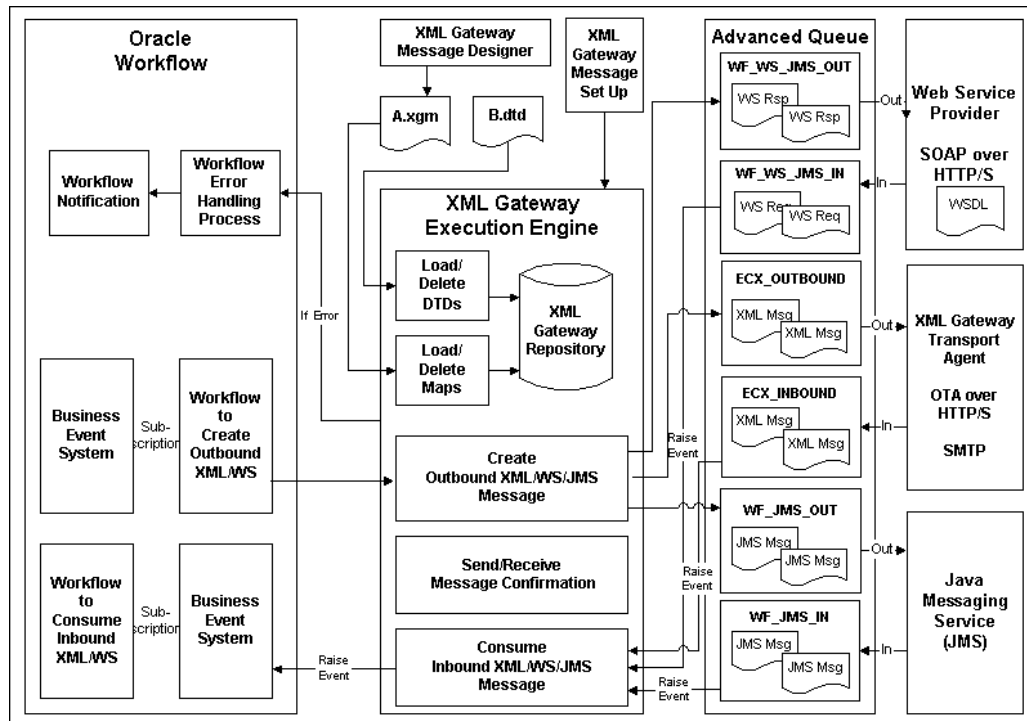 Oracle
Workflow
Workflow
Notification
Workflow
Error
Handling
Process
If Error
Business
Event
System
Sub-
scription
Workflow
to
Create
Outbound
XML/WS
Workflow
to
Consume
Inbound
XML/WS
Sub-
scription
Business
Event
System
Raise
Event
XML Gateway
Message Designer
XML
Gateway
Message
Set Up
A.xgm
B.dtd
XML Gateway
Execution Engine
Load/
Delete
DTDs
XML
Gateway
Repository
Load/
Delete
Maps
Create
Outbound XML/WS/JMS
Message
Send/Receive
Message Confirmation
Consume
Inbound XML/WS/JMS
Message
Raise
Event
Raise
Event
Raise
Event
Advanced Queue
WF_WS_JMS_OUT
WS Rsp
WS Rsp
Out
WF_WS_JMS_IN
WS Req
WS Req
In
ECX_OUTBOUND
XML Msg
XML Msg
Out
ECX_INBOUND
XML Msg
XML Msg
In
WF_JMS_OUT
JMS Msg
JMS Msg
Out
WF_JMS_IN
JMS Msg
JMS Msg
In
Web Service
Provider
SOAP over
HTTP/S
WSDL
XML Gateway
Transport
Agent
OTA over
HTTP/S
SMTP
Java
Messaging
Service
(JMS)